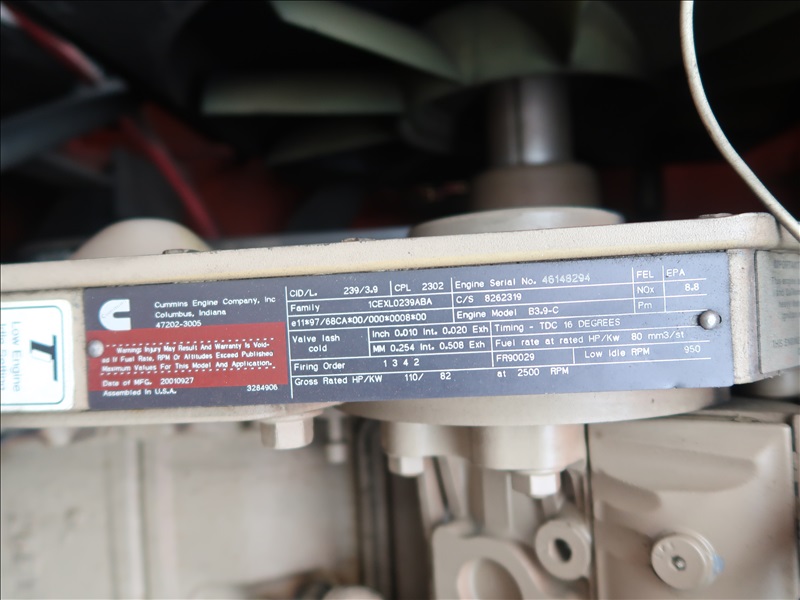 Cummins Engine Company, Inc
Columbus, Indiana
47202-3005
Warning: Injury May Result And Warranty Is Void-
ed If Fuel Rate, RPM Or Altitudes Exceed Published
Maximum Values For This Model And Application.
Date of MFG. 20010927
Assembled in U.S.A. 3284906
CID/L. 239/3.9 CPL 2302 Engine Serial No. 46148294 FEL EPA
Family 1CEXL0239ABA C/S 8262319 NOx 8.8
e11*97/68CA*00/000*0008*00 Engine Model B3.9-C Pm
Valve lash cold Inch 0.010 Int. 0.020 Exh Timing - TDC 16 DEGREES
MM 0.254 Int. 0.508 Exh Fuel rate at rated HP/KW 80 mm3/st
Firing Order 1 3 4 2 FR90029 Low Idle RPM 950
Gross Rated HP/KW 110/ 82 at 2500 RPM
Low Engine